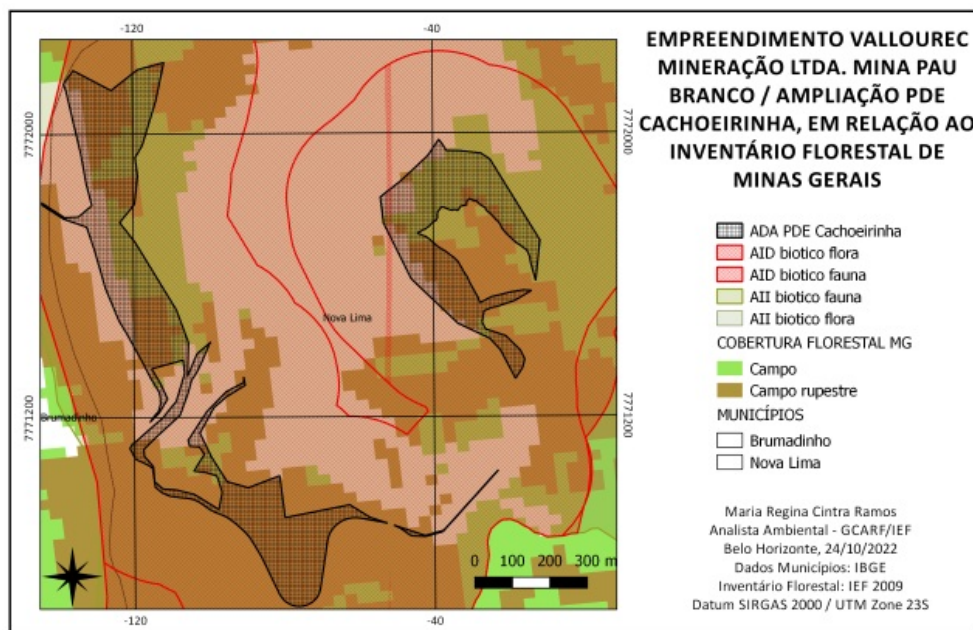 -120
-40
7772000
7772000
Nova Lima
Brumadinho
7771200
7771200
0 100 200 300 m
-120
-40
EMPREENDIMENTO VALLOUREC
MINERAÇÃO LTDA. MINA PAU
BRANCO / AMPLIAÇÃO PDE
CACHOEIRINHA, EM RELAÇÃO AO
INVENTÁRIO FLORESTAL DE
MINAS GERAIS
ADA PDE Cachoeirinha
AID biotico flora
AID biotico fauna
AII biotico fauna
AII biotico flora
COBERTURA FLORESTAL MG
Campo
Campo rupestre
MUNICÍPIOS
Brumadinho
Nova Lima
Maria Regina Cintra Ramos
Analista Ambiental - GCARF/IEF
Belo Horizonte, 24/10/2022
Dados Municípios: IBGE
Inventário Florestal: IEF 2009
Datum SIRGAS 2000 / UTM Zone 23S